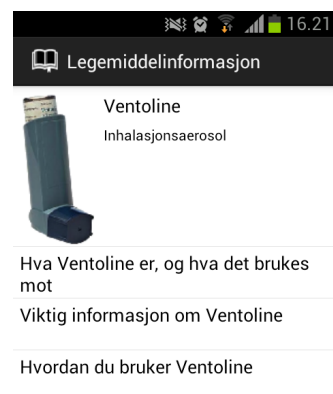 16.21
Legemiddelinformasjon
Ventoline
Inhalasjonsaerosol
Hva Ventoline er, og hva det brukes
mot
Viktig informasjon om Ventoline
Hvordan du bruker Ventoline